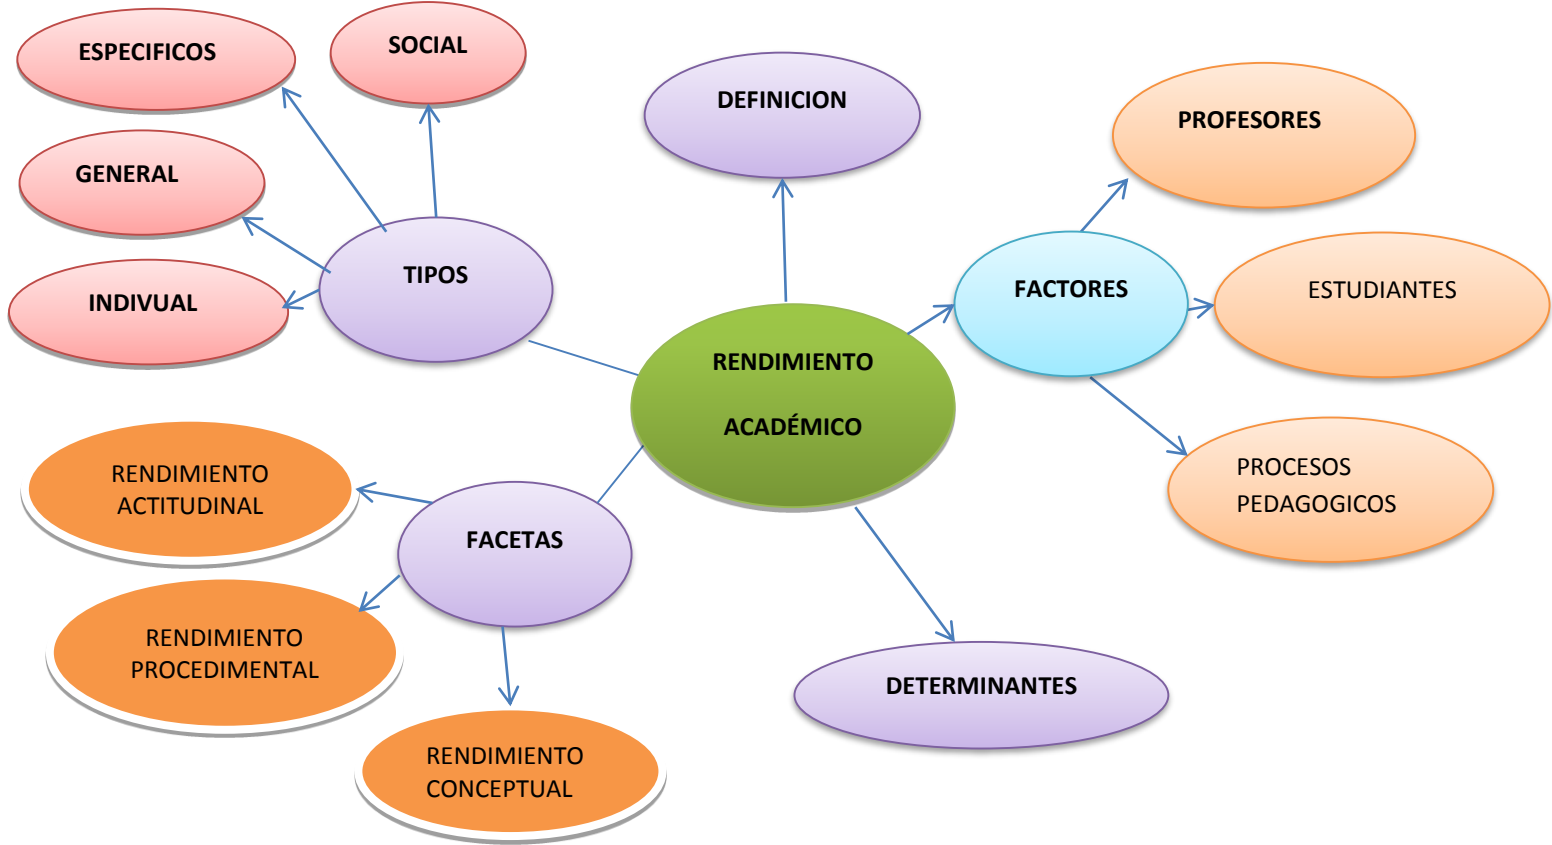 ESPECIFICOS
SOCIAL
GENERAL
INDIVUAL
TIPOS
DEFINICION
PROFESORES
FACTORES
ESTUDIANTES
PROCESOS
PEDAGOGICOS
RENDIMIENTO
ACADÉMICO
RENDIMIENTO
ACTITUDINAL
FACETAS
RENDIMIENTO
PROCEDIMENTAL
RENDIMIENTO
CONCEPTUAL
DETERMINANTES